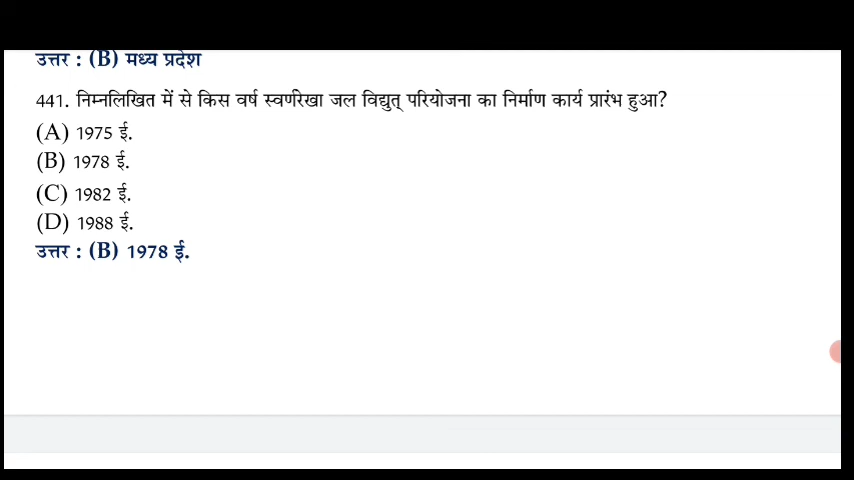 उत्तर : (B) मध्य प्रदेश
441. निम्नलिखित में से किस वर्ष स्वर्णरेखा जल विद्युत् परियोजना का निर्माण कार्य प्रारंभ हुआ?
(A) 1975 ई.
(B) 1978 ई.
(C) 1982 ई.
(D) 1988 ई.
उत्तर : (B) 1978 ई.